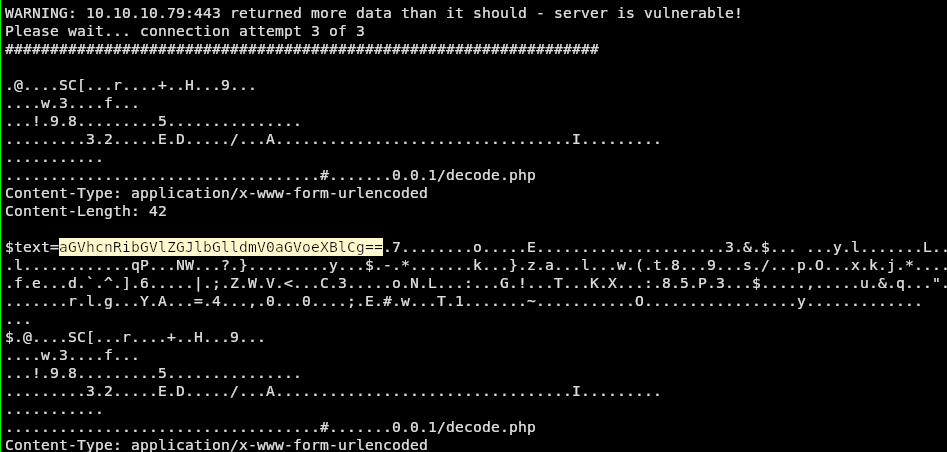 WARNING: 10.10.10.79:443 returned more data than it should - server is vulnerable!
Please wait... connection attempt 3 of 3
##################################################################

.@....SC[...r....+..H...9...
....w.3....f...
...!.9.8.........5...............
.........3.2.....E.D...../...A.................................I.........
...........
...................................#.......0.0.1/decode.php
Content-Type: application/x-www-form-urlencoded
Content-Length: 42

$text=aGVhcnRibGVlZGJlbGlldmV0aGVoeXBlCg==.7........o.....E.....................3.&.$... ...y.l.......L..
.l............qP...NW...?.}.........y...$.-.*.......k...}.z.a...l...w.(.t.8...9...s./...p.O...x.k.j.*....
.f.e...d.`.^.].6.....|.;.Z.W.V.<...C.3.....o.N.L...:...G.!...T...K.X...:.8.5.P.3...$.....,.....u.&.q...".
.......r.l.g...Y.A...=.4...,.0...0....;.E.#.w...T.1.......~...........O.................y.............
...
$.@....SC[...r....+..H...9...
....w.3....f...
...!.9.8.........5...............
.........3.2.....E.D...../...A.................................I.........
...........
...................................#.......0.0.1/decode.php
Content-Type: application/x-www-form-urlencoded